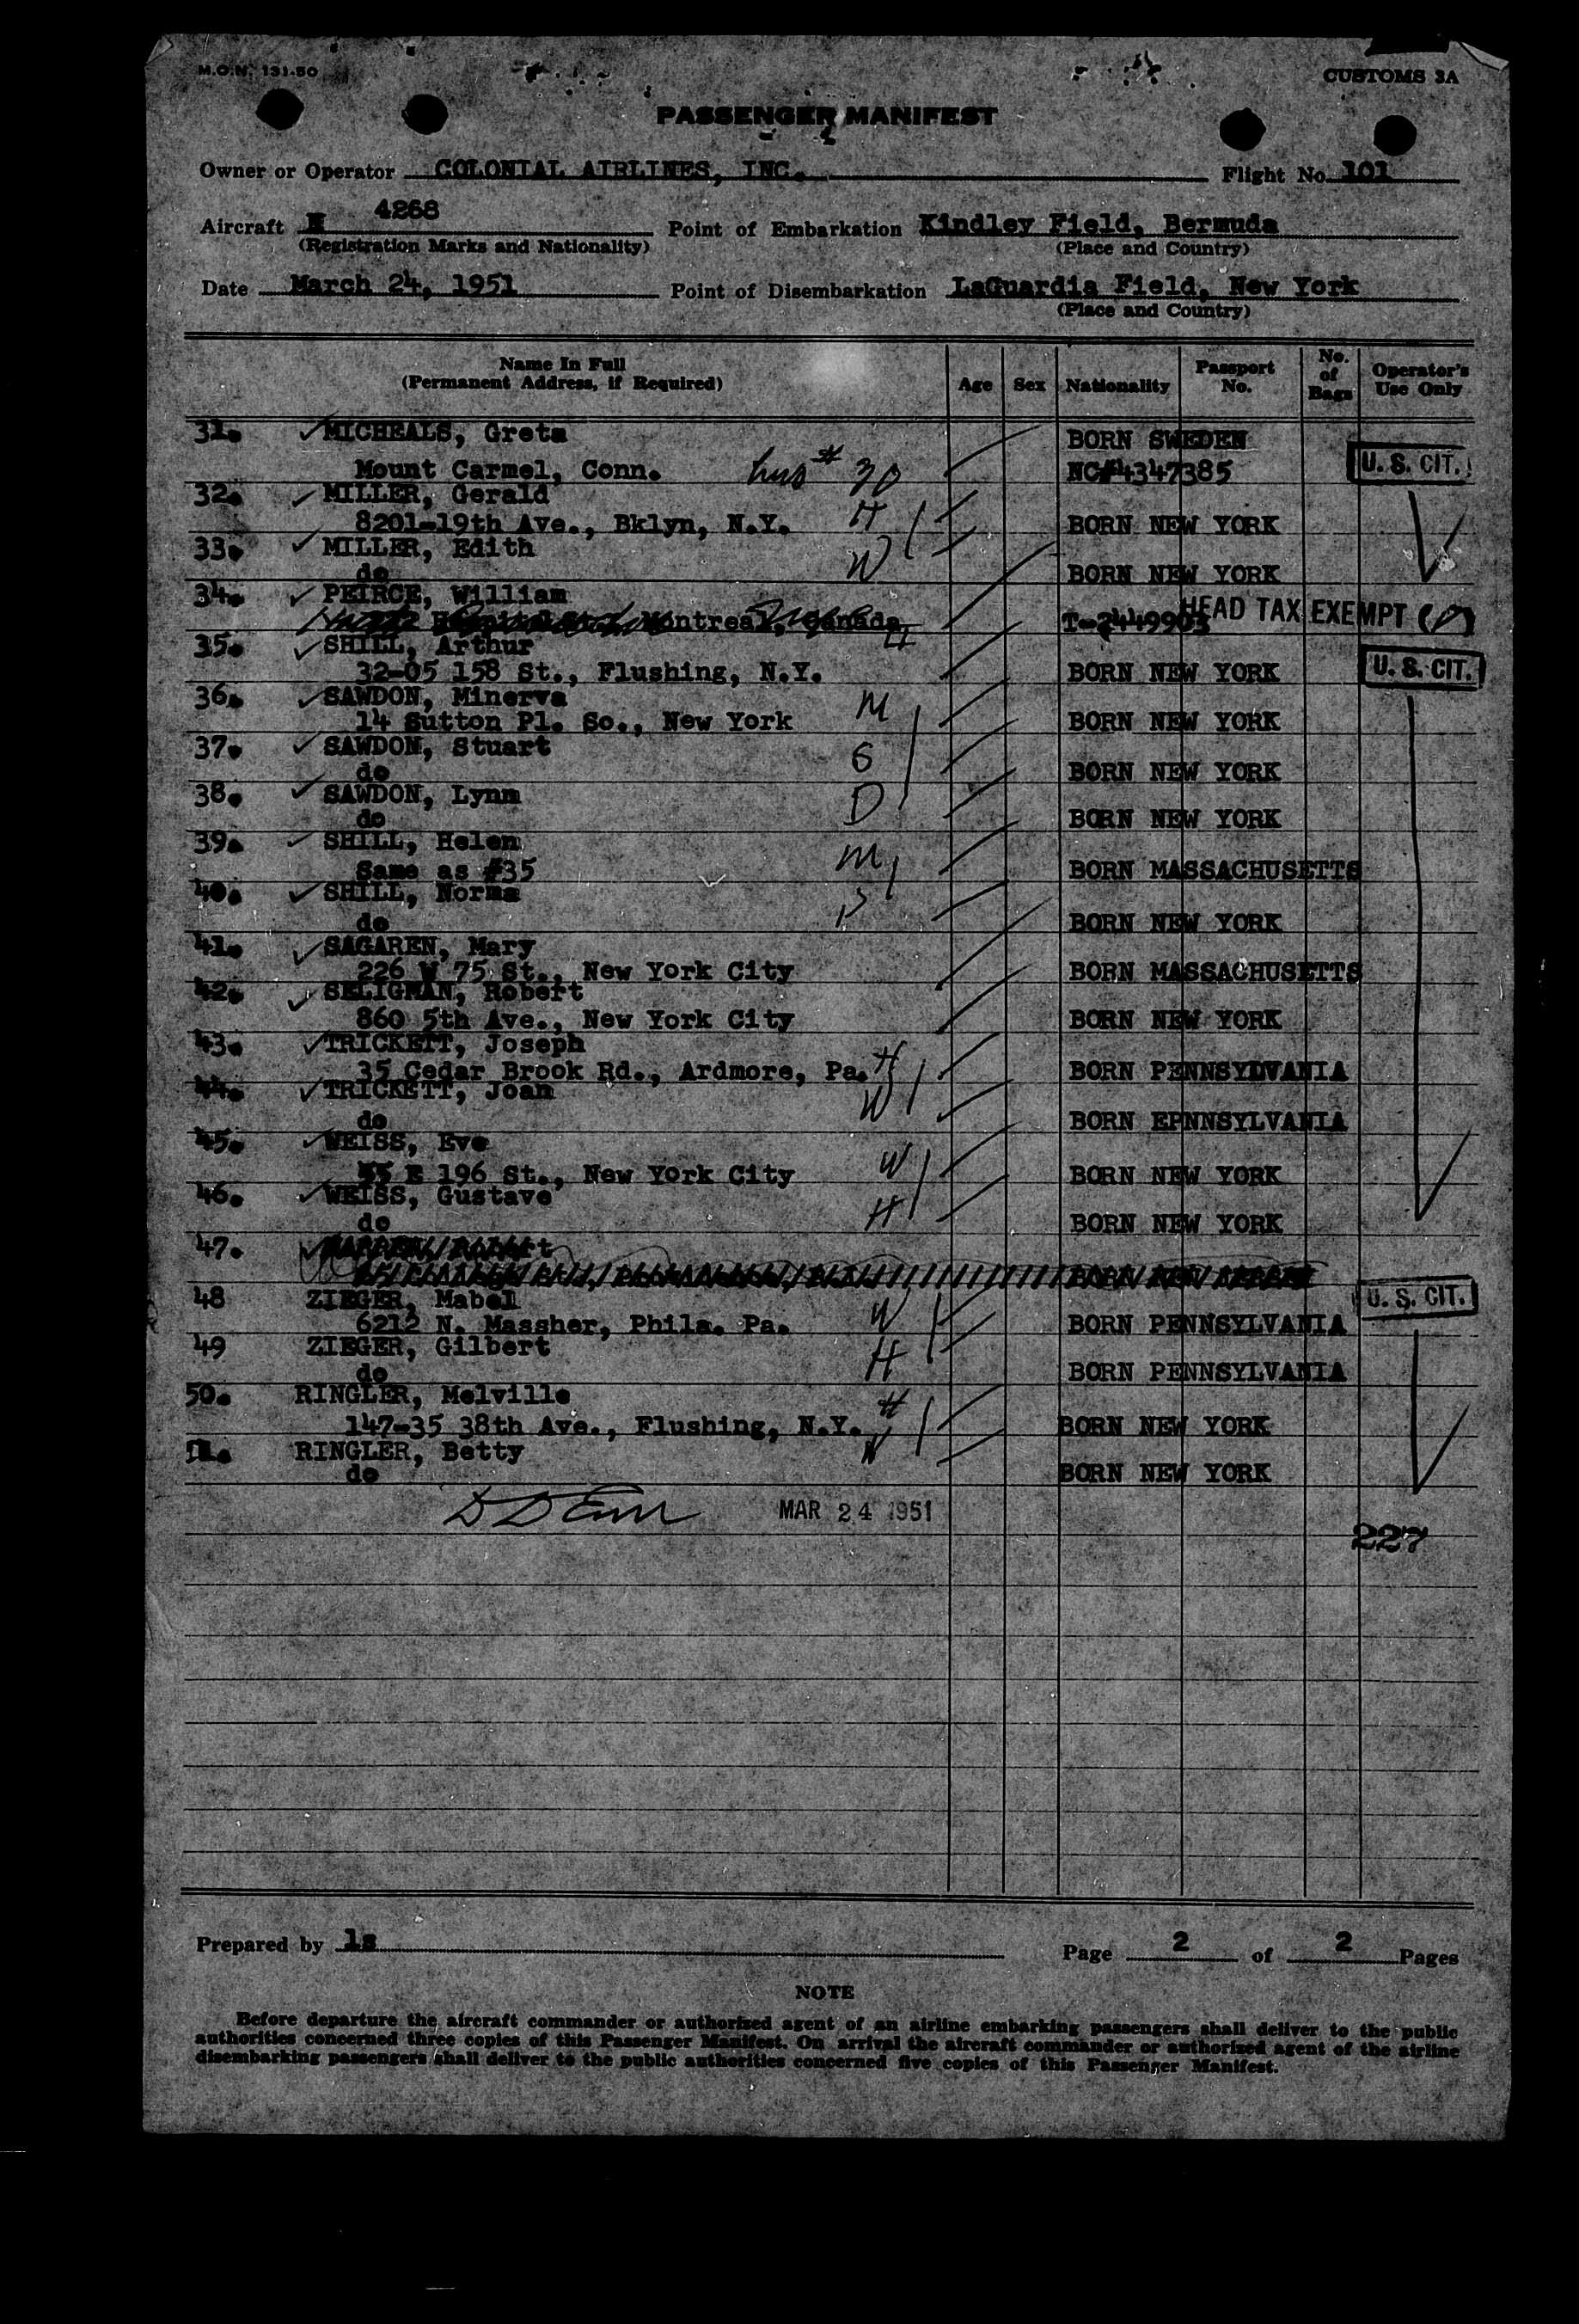 M.O.N. 131-50
CUSTOMS 3A
PASSENGER MANIFEST
Owner or Operator COLONIAL AIRLINES, INC. Flight No. 101
Aircraft N 4268 Point of Embarkation Kindley Field, Bermuda
(Registration Marks and Nationality) (Place and Country)
Date March 24, 1951 Point of Disembarkation LaGuardia Field, New York
(Place and Country)
Name In Full (Permanent Address, if Required) Age Sex Nationality Passport No. No. of Bags Operator's Use Only
31. MICHEALS, Greta BORN SWEDEN
Mount Carmel, Conn. hus # 30 NC#4347385 U. S. CIT.
32. MILLER, Gerald
8201-19th Ave., Bklyn, N.Y. H BORN NEW YORK
33. MILLER, Edith
do W BORN NEW YORK
34. PEIRCE, William
Montreal, Canada T-2449903 HEAD TAX EXEMPT
35. SHILL, Arthur
32-05 158 St., Flushing, N.Y. H BORN NEW YORK U. S. CIT.
36. SAWDON, Minerva
14 Sutton Pl. So., New York M BORN NEW YORK
37. SAWDON, Stuart
do S BORN NEW YORK
38. SAWDON, Lynn
do D BORN NEW YORK
39. SHILL, Helen
Same as #35 M BORN MASSACHUSETTS
40. SHILL, Norma
do BORN NEW YORK
41. SAGAREN, Mary
226 W 75 St., New York City BORN MASSACHUSETTS
42. SELIGMAN, Robert
860 5th Ave., New York City BORN NEW YORK
43. TRICKETT, Joseph
35 Cedar Brook Rd., Ardmore, Pa. H BORN PENNSYDVANIA
44. TRICKETT, Joan
do W BORN EPNNSYLVANIA
45. WEISS, Eve
55 E 196 St., New York City W BORN NEW YORK
46. WEISS, Gustave
do H BORN NEW YORK
47.
48 ZIEGER, Mabel U. S. CIT.
6212 N. Massher, Phila. Pa. W BORN PENNSYLVANIA
49 ZIEGER, Gilbert
do H BORN PENNSYLVANIA
50. RINGLER, Melville
147-35 38th Ave., Flushing, N.Y. H BORN NEW YORK
RINGLER, Betty
do W BORN NEW YORK
MAR 24 1951
227
Prepared by ls Page 2 of 2 Pages
NOTE
Before departure the aircraft commander or authorized agent of an airline embarking passengers shall deliver to the public
authorities concerned three copies of this Passenger Manifest. On arrival the aircraft commander or authorized agent of the airline
disembarking passengers shall deliver to the public authorities concerned five copies of this Passenger Manifest.